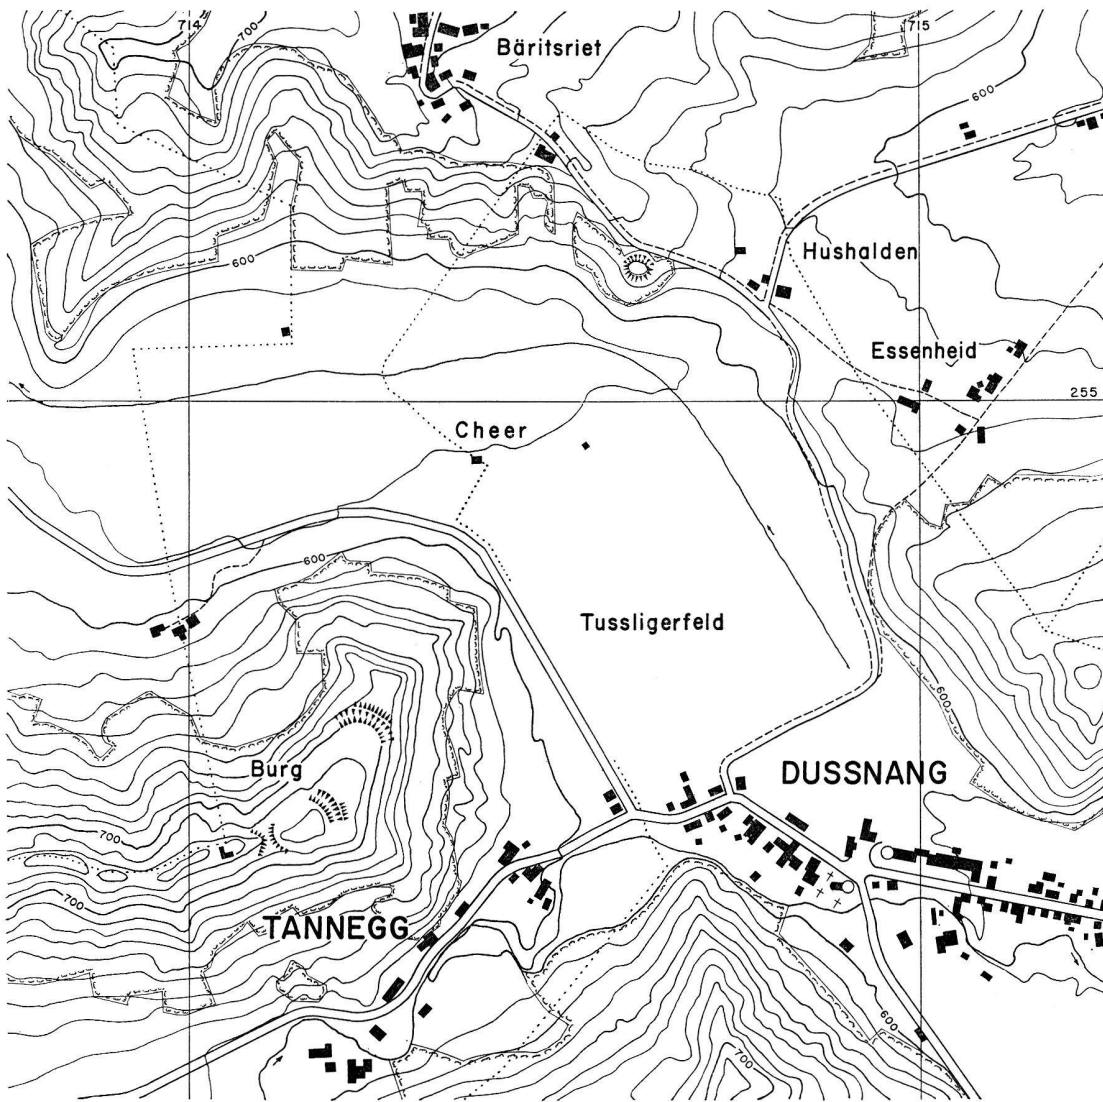 714
700
715
Bäritsriet
600
Hushalden
600
Essenheid
255
Cheer
600
Tussligerfeld
600
Burg
DUSSNANG
700
700
TANNEGG
600
700